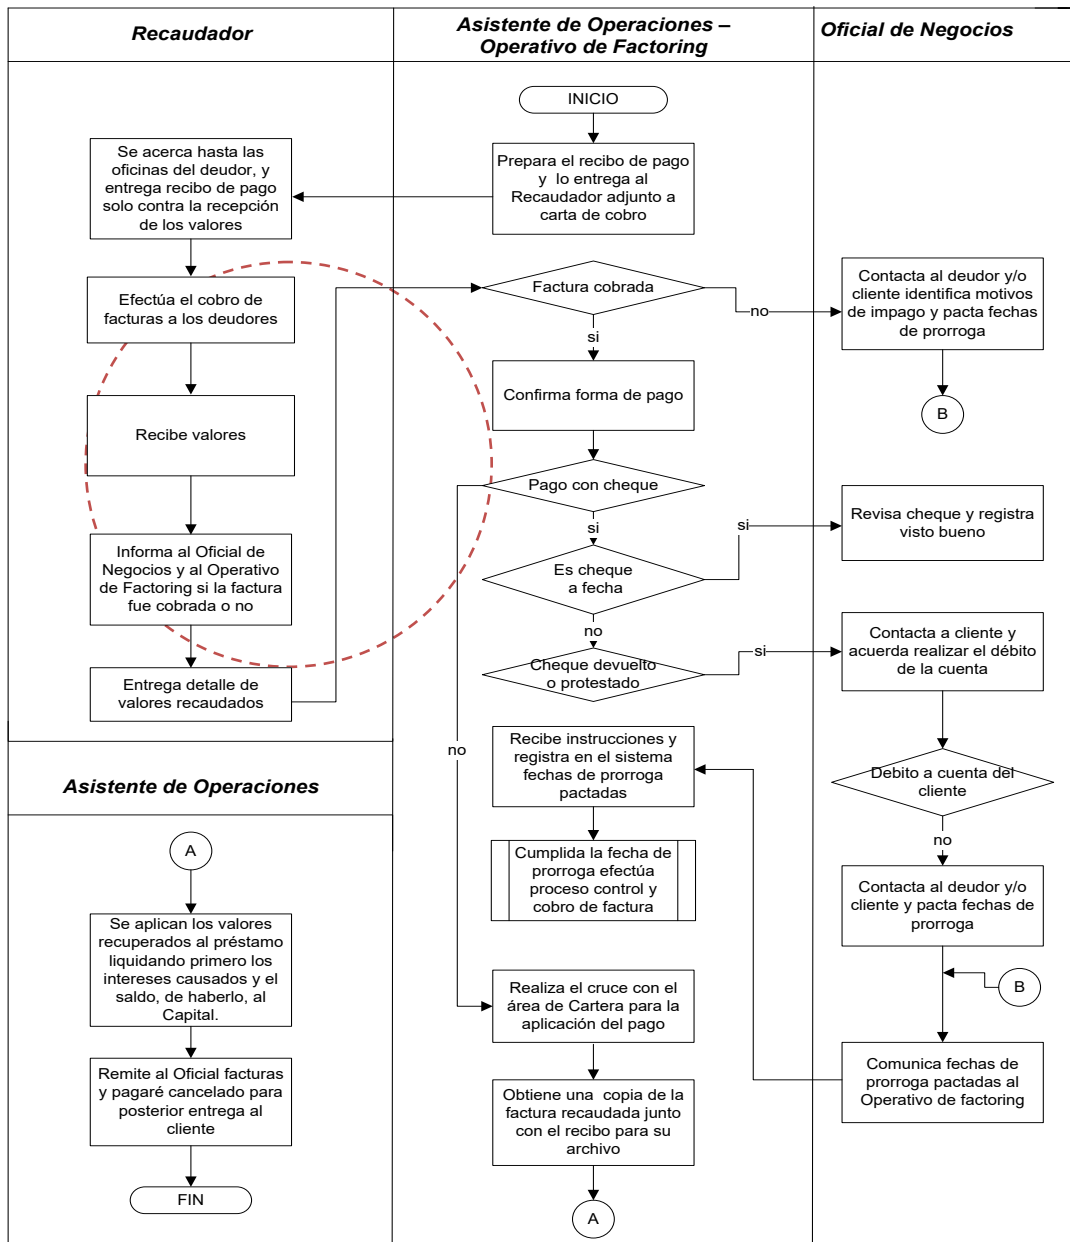 Recaudador
Asistente de Operaciones –
Operativo de Factoring
Oficial de Negocios
INICIO
Prepara el recibo de pago
y lo entrega al
Recaudador adjunto a
carta de cobro
Se acerca hasta las
oficinas del deudor, y
entrega recibo de pago
solo contra la recepción
de los valores
Efectúa el cobro de
facturas a los deudores
Recibe valores
Informa al Oficial de
Negocios y al Operativo
de Factoring si la factura
fue cobrada o no
Entrega detalle de
valores recaudados
Factura cobrada
no
si
Contacta al deudor y/o
cliente identifica motivos
de impago y pacta fechas
de prorroga
B
Confirma forma de pago
Pago con cheque
si
no
Es cheque
a fecha
si
no
Revisa cheque y registra
visto bueno
Cheque devuelto
o protestado
si
Contacta a cliente y
acuerda realizar el débito
de la cuenta
Debito a cuenta del
cliente
no
Contacta al deudor y/o
cliente y pacta fechas de
prorroga
B
Comunica fechas de
prorroga pactadas al
Operativo de factoring
Recibe instrucciones y
registra en el sistema
fechas de prorroga
pactadas
Cumplida la fecha de
prorroga efectúa
proceso control y
cobro de factura
Realiza el cruce con el
área de Cartera para la
aplicación del pago
Obtiene una copia de la
factura recaudada junto
con el recibo para su
archivo
A
Asistente de Operaciones
A
Se aplican los valores
recuperados al préstamo
liquidando primero los
intereses causados y el
saldo, de haberlo, al
Capital.
Remite al Oficial facturas
y pagaré cancelado para
posterior entrega al
cliente
FIN